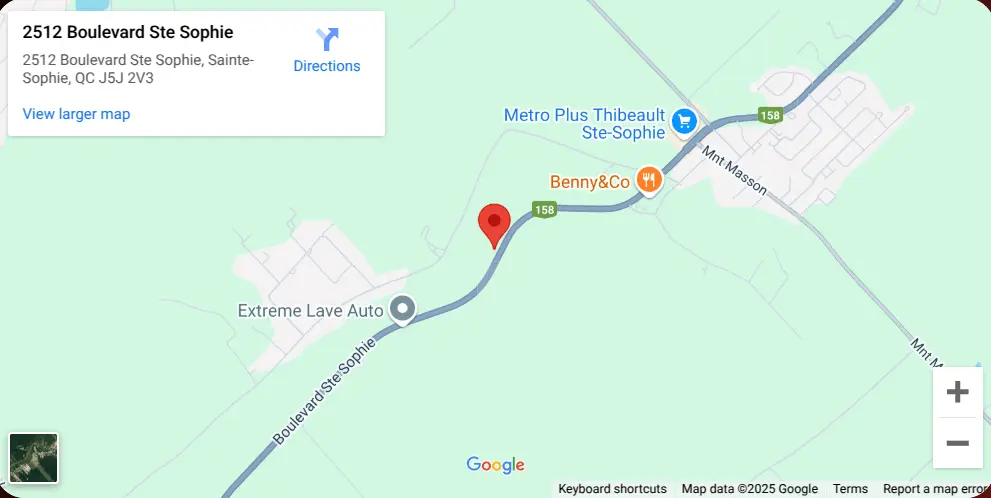 2512 Boulevard Ste Sophie
2512 Boulevard Ste Sophie, Sainte-
Sophie, QC J5J 2V3
Directions
View larger map
158
Metro Plus Thibeault
Ste-Sophie
Mnt Masson
Benny&Co
158
Extreme Lave Auto
Boulevard Ste Sophie
Mnt M
Google
Keyboard shortcuts
Map data ©2025 Google
Terms
Report a map error